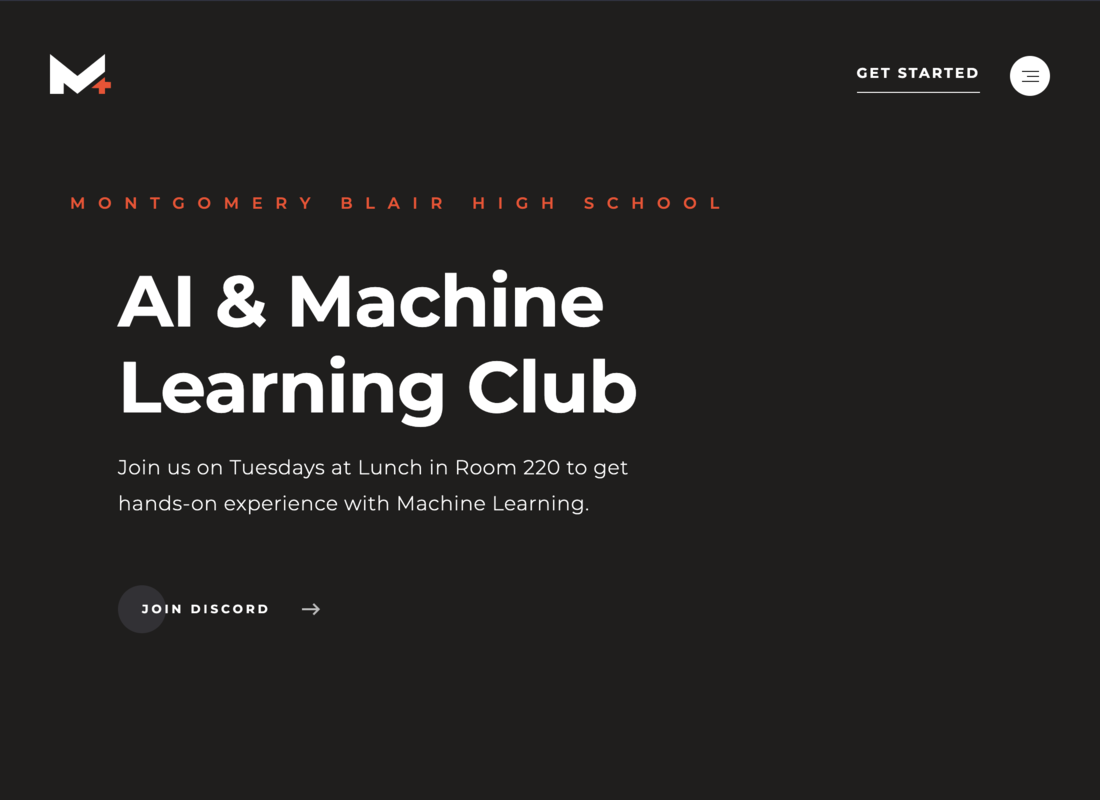 GET STARTED
MONTGOMERY BLAIR HIGH SCHOOL
AI & Machine
Learning Club
Join us on Tuesdays at Lunch in Room 220 to get
hands-on experience with Machine Learning.
JOIN DISCORD